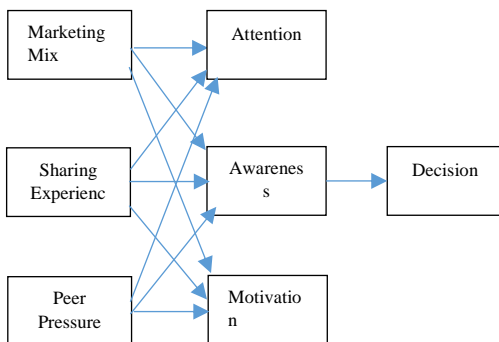 Marketing
Mix
Attention
Sharing
Experienc
Awarenes
s
Decision
Peer
Pressure
Motivatio
n